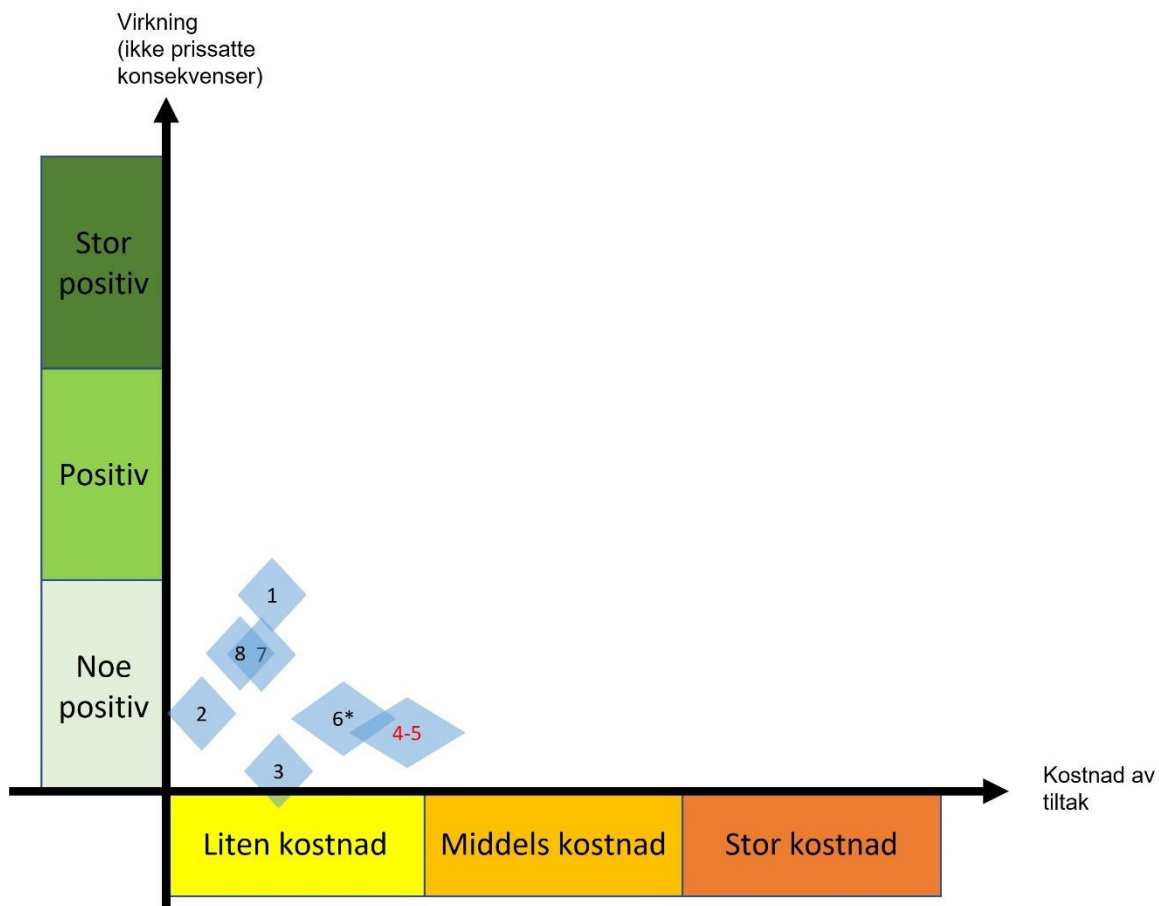 Virkning
(ikke prissatte
konsekvenser)
Stor
positiv
Positiv
1
8 7
Noe
positiv
2
6*
4-5
3
Kostnad av
tiltak
Liten kostnad
Middels kostnad
Stor kostnad